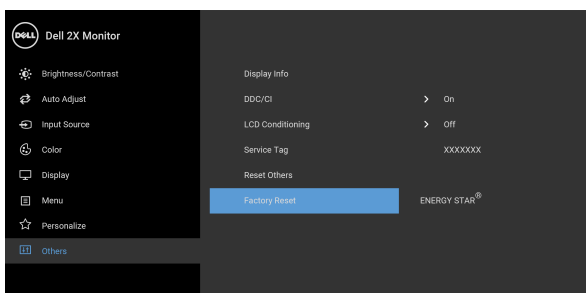 DELL Dell 2X Monitor
Brightness/Contrast
Auto Adjust
Input Source
Color
Display
Menu
Personalize
Others
Display Info
DDC/CI > On
LCD Conditioning > Off
Service Tag XXXXXXX
Reset Others
Factory Reset ENERGY STAR®